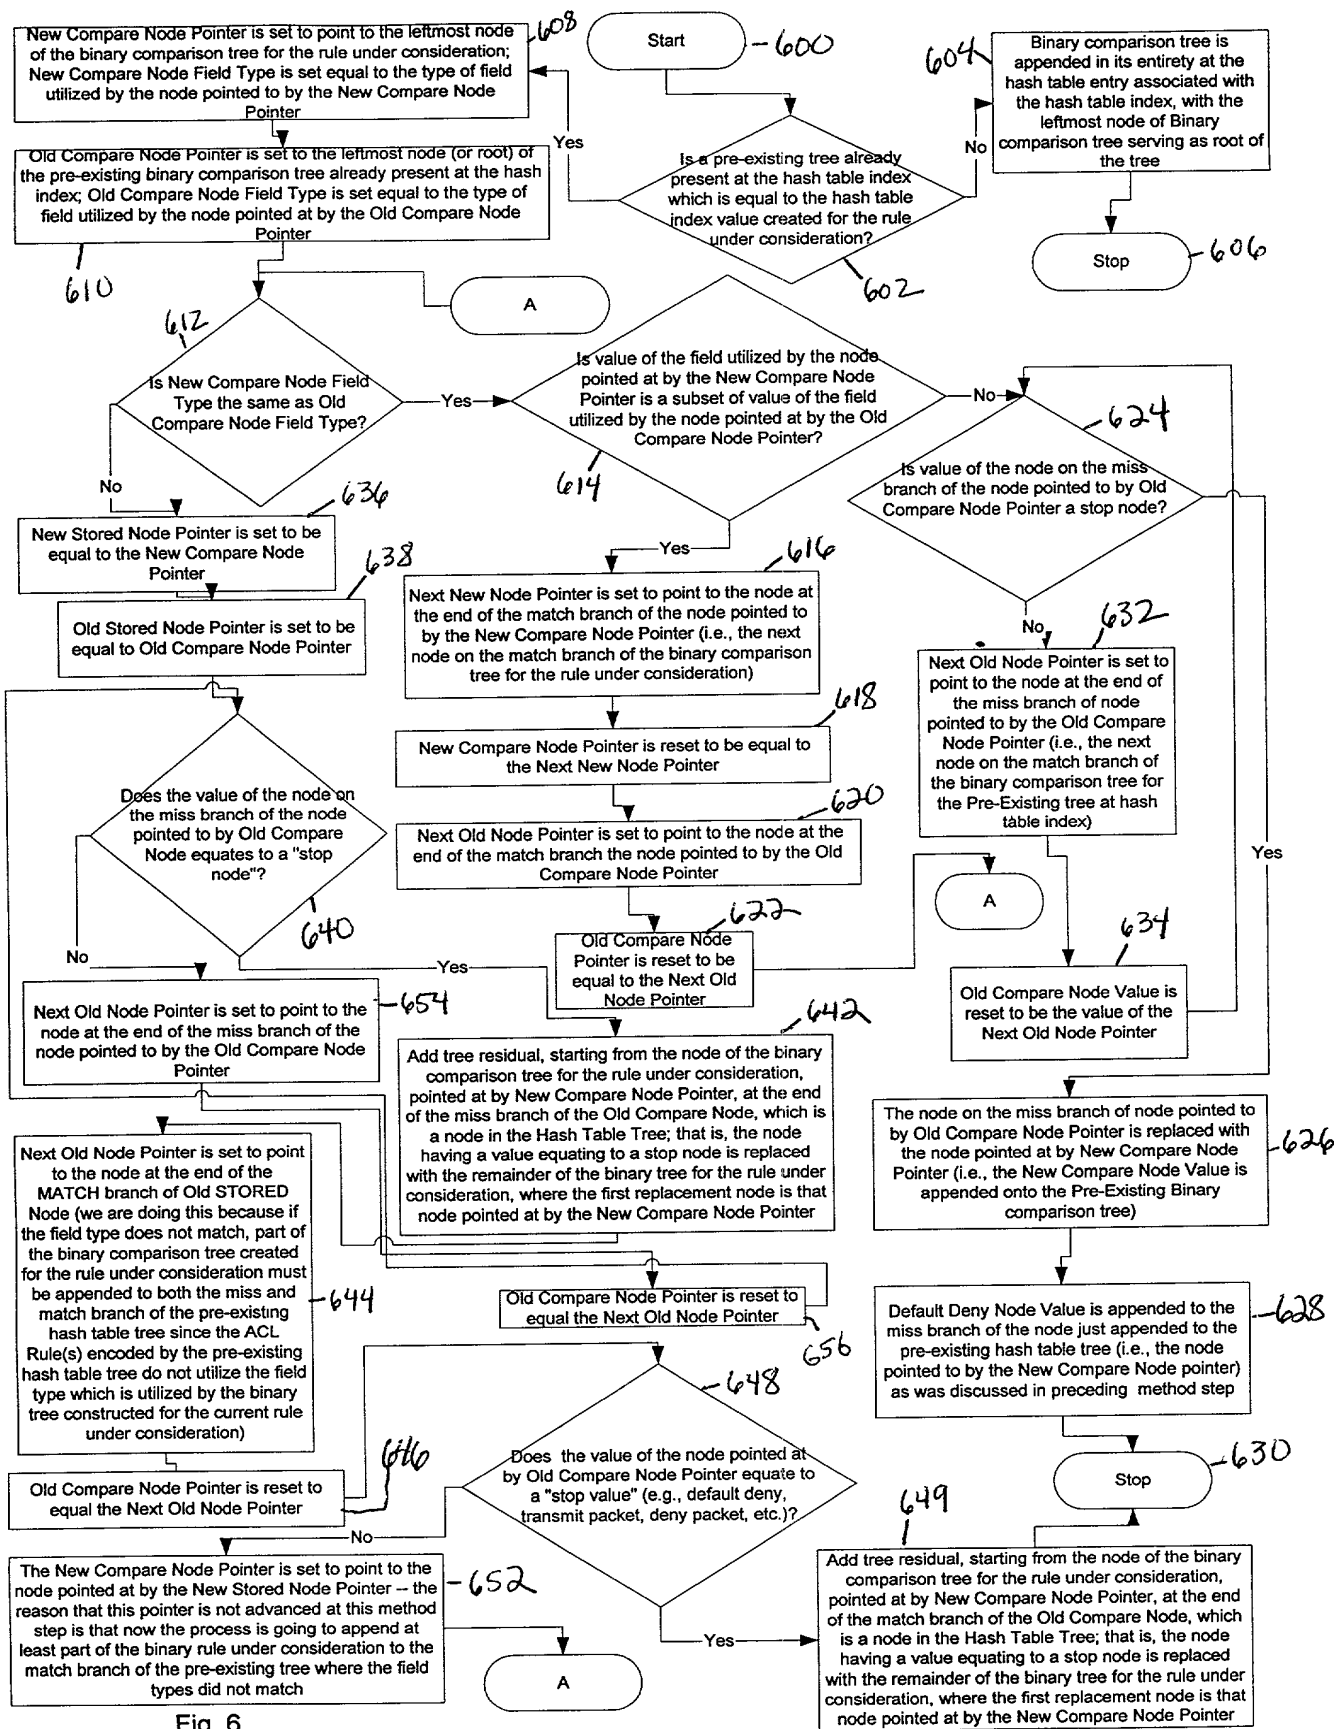 New Compare Node Pointer is set to point to the leftmost node
of the binary comparison tree for the rule under consideration;
New Compare Node Field Type is set equal to the type of field
utilized by the node pointed to by the New Compare Node
Pointer
608
Start
600
604
Binary comparison tree is
appended in its entirety at the
hash table entry associated with
the hash table index, with the
leftmost node of Binary
comparison tree serving as root of
the tree
Yes
No
Is a pre-existing tree already
present at the hash table index
which is equal to the hash table
index value created for the rule
under consideration?
602
Stop
606
Old Compare Node Pointer is set to the leftmost node (or root) of
the pre-existing binary comparison tree already present at the hash
index; Old Compare Node Field Type is set equal to the type of
field utilized by the node pointed at by the Old Compare Node
Pointer
610
A
612
Is New Compare Node Field
Type the same as Old
Compare Node Field Type?
Yes
No
Is value of the field utilized by the node
pointed at by the New Compare Node
Pointer is a subset of value of the field
utilized by the node pointed at by the Old
Compare Node Pointer?
614
No
Yes
624
Is value of the node on the miss
branch of the node pointed to by Old
Compare Node Pointer a stop node?
No
Yes
636
New Stored Node Pointer is set to be
equal to the New Compare Node
Pointer
638
Old Stored Node Pointer is set to be
equal to Old Compare Node Pointer
616
Next New Node Pointer is set to point to the node at
the end of the match branch of the node pointed to
by the New Compare Node Pointer (i.e., the next
node on the match branch of the binary comparison
tree for the rule under consideration)
618
New Compare Node Pointer is reset to be equal to
the Next New Node Pointer
620
Next Old Node Pointer is set to point to the node at the
end of the match branch the node pointed to by the Old
Compare Node Pointer
622
Old Compare Node
Pointer is reset to be
equal to the Next Old
Node Pointer
A
632
Next Old Node Pointer is set to
point to the node at the end of
the miss branch of node
pointed to by the Old Compare
Node Pointer (i.e., the next
node on the match branch of
the binary comparison tree for
the Pre-Existing tree at hash
table index)
634
Old Compare Node Value is
reset to be the value of the
Next Old Node Pointer
Does the value of the node on
the miss branch of the node
pointed to by Old Compare
Node equates to a "stop
node"?
640
No
Yes
Next Old Node Pointer is set to point to the
node at the end of the miss branch of the
node pointed to by the Old Compare Node
Pointer
654
642
Add tree residual, starting from the node of the binary
comparison tree for the rule under consideration,
pointed at by New Compare Node Pointer, at the end
of the miss branch of the Old Compare Node, which is
a node in the Hash Table Tree; that is, the node
having a value equating to a stop node is replaced
with the remainder of the binary tree for the rule under
consideration, where the first replacement node is that
node pointed at by the New Compare Node Pointer
The node on the miss branch of node pointed to
by Old Compare Node Pointer is replaced with
the node pointed at by New Compare Node
Pointer (i.e., the New Compare Node Value is
appended onto the Pre-Existing Binary
comparison tree)
626
Next Old Node Pointer is set to point
to the node at the end of the
MATCH branch of Old STORED
Node (we are doing this because if
the field type does not match, part of
the binary comparison tree created
for the rule under consideration must
be appended to both the miss and
match branch of the pre-existing
hash table tree since the ACL
Rule(s) encoded by the pre-existing
hash table tree do not utilize the field
type which is utilized by the binary
tree constructed for the current rule
under consideration)
644
Old Compare Node Pointer is reset to
equal the Next Old Node Pointer
656
Default Deny Node Value is appended to the
miss branch of the node just appended to the
pre-existing hash table tree (i.e., the node
pointed to by the New Compare Node pointer)
as was discussed in preceding method step
628
Old Compare Node Pointer is reset to
equal the Next Old Node Pointer
646
648
Does the value of the node pointed at
by Old Compare Node Pointer equate to
a "stop value" (e.g., default deny,
transmit packet, deny packet, etc.)?
No
Yes
Stop
630
The New Compare Node Pointer is set to point to the
node pointed at by the New Stored Node Pointer – the
reason that this pointer is not advanced at this method
step is that now the process is going to append at
least part of the binary rule under consideration to the
match branch of the pre-existing tree where the field
types did not match
652
A
649
Add tree residual, starting from the node of the binary
comparison tree for the rule under consideration,
pointed at by New Compare Node Pointer, at the end
of the match branch of the Old Compare Node, which
is a node in the Hash Table Tree; that is, the node
having a value equating to a stop node is replaced
with the remainder of the binary tree for the rule under
consideration, where the first replacement node is that
node pointed at by the New Compare Node Pointer
Fig. 6